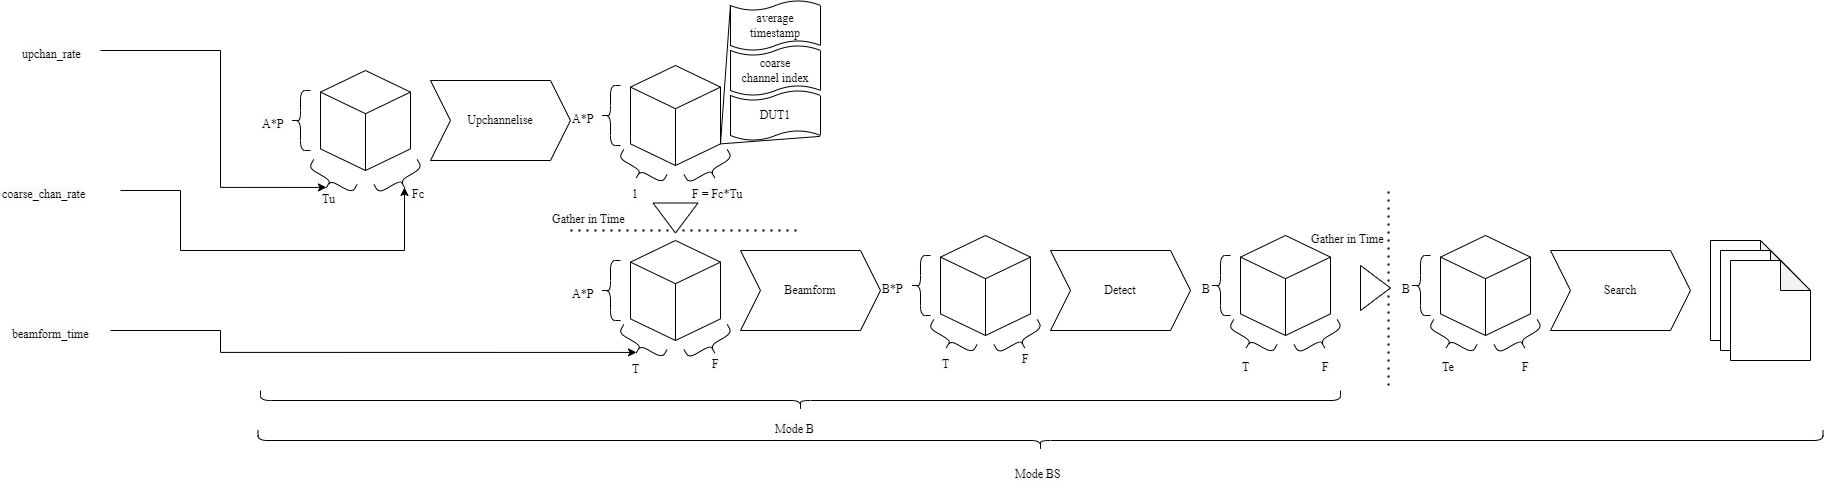 average
timestamp
upchan_rate
coarse
channel index
A*P
Upchannelise
A*P
DUT1
coarse_chan_rate
Tu
Fc
1
F = Fc*Tu
Gather in Time
Gather in Time
A*P
Beamform
B*P
Detect
B
B
Search
beamform_time
T
F
T
F
T
F
Te
F
Mode B
Mode BS